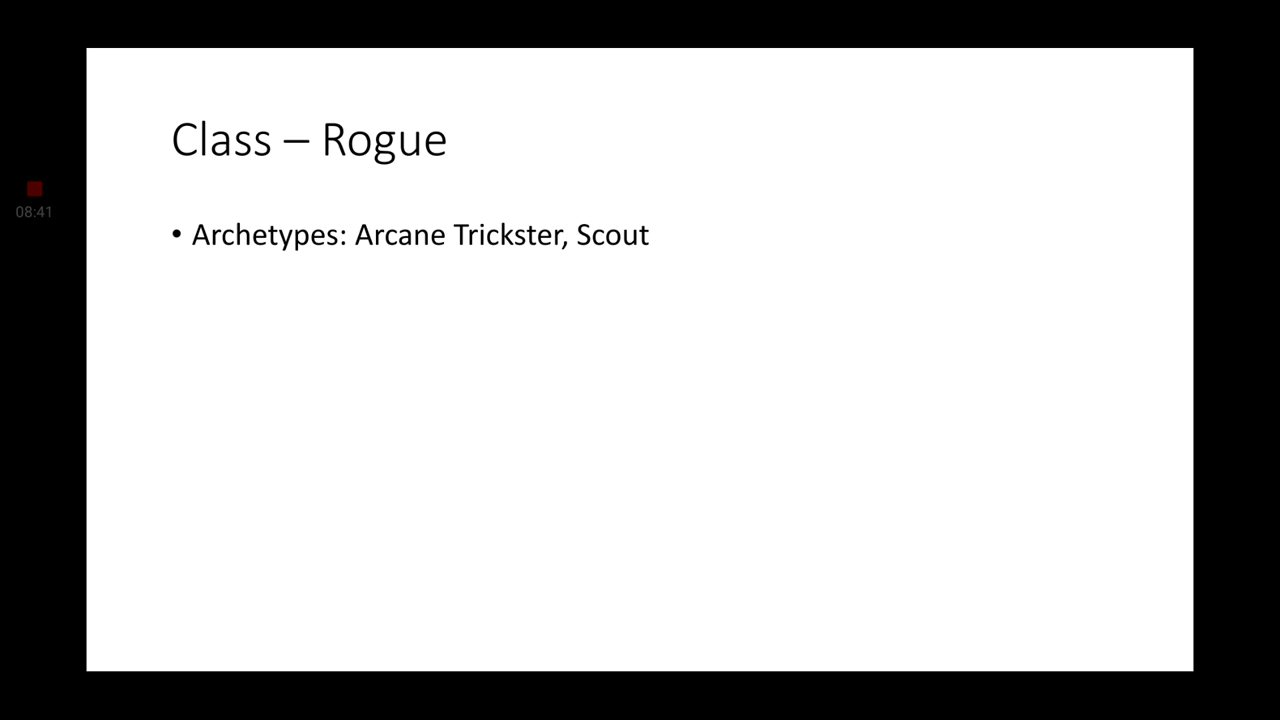 Class – Rogue
08:41
• Archetypes: Arcane Trickster, Scout